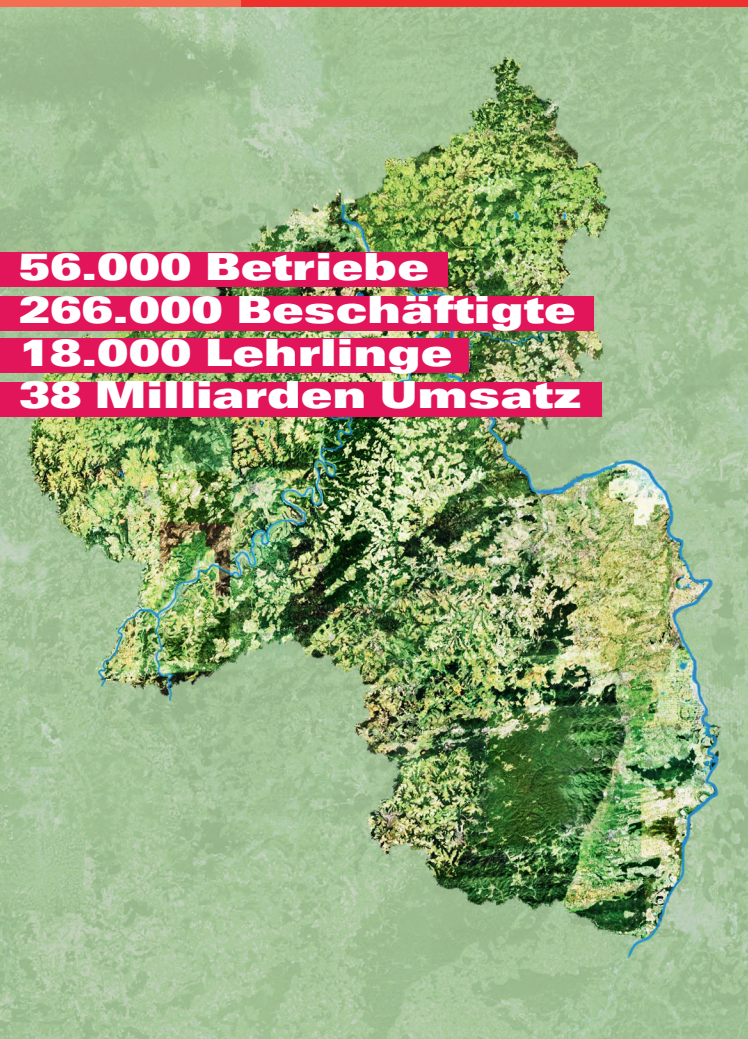 56.000 Betriebe
266.000 Beschäftigte
18.000 Lehrlinge
38 Milliarden Umsatz